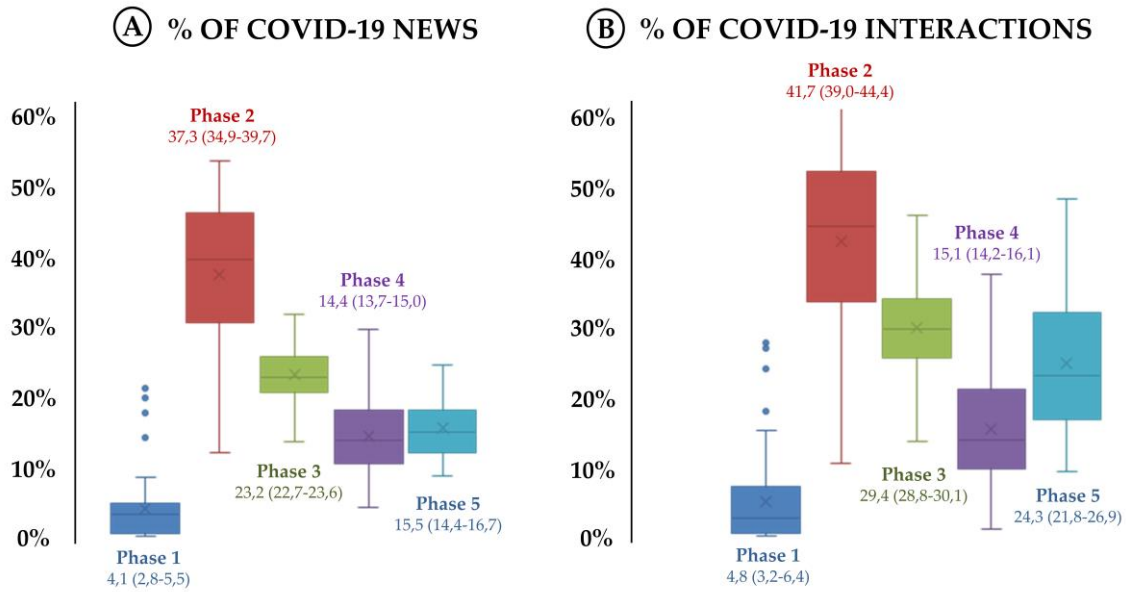 A % OF COVID-19 NEWS
60%
50%
40%
30%
20%
10%
0%
Phase 2
37,3 (34,9-39,7)
Phase 4
14,4 (13,7-15,0)
Phase 3
23,2 (22,7-23,6)
Phase 5
15,5 (14,4-16,7)
Phase 1
4,1 (2,8-5,5)
B % OF COVID-19 INTERACTIONS
60%
50%
40%
30%
20%
10%
0%
Phase 2
41,7 (39,0-44,4)
Phase 4
15,1 (14,2-16,1)
Phase 3
29,4 (28,8-30,1)
Phase 5
24,3 (21,8-26,9)
Phase 1
4,8 (3,2-6,4)